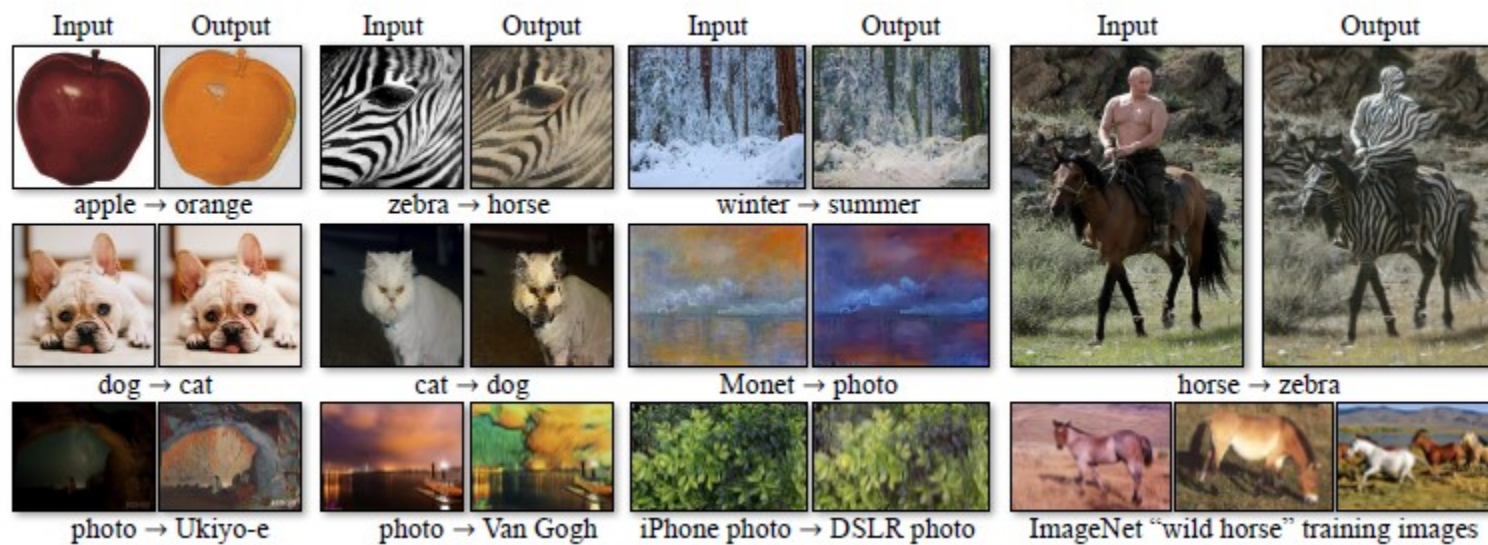 Input Output Input Output Input Output Input Output
apple → orange zebra → horse winter → summer
dog → cat cat → dog Monet → photo horse → zebra
photo → Ukiyo-e photo → Van Gogh iPhone photo → DSLR photo ImageNet “wild horse” training images